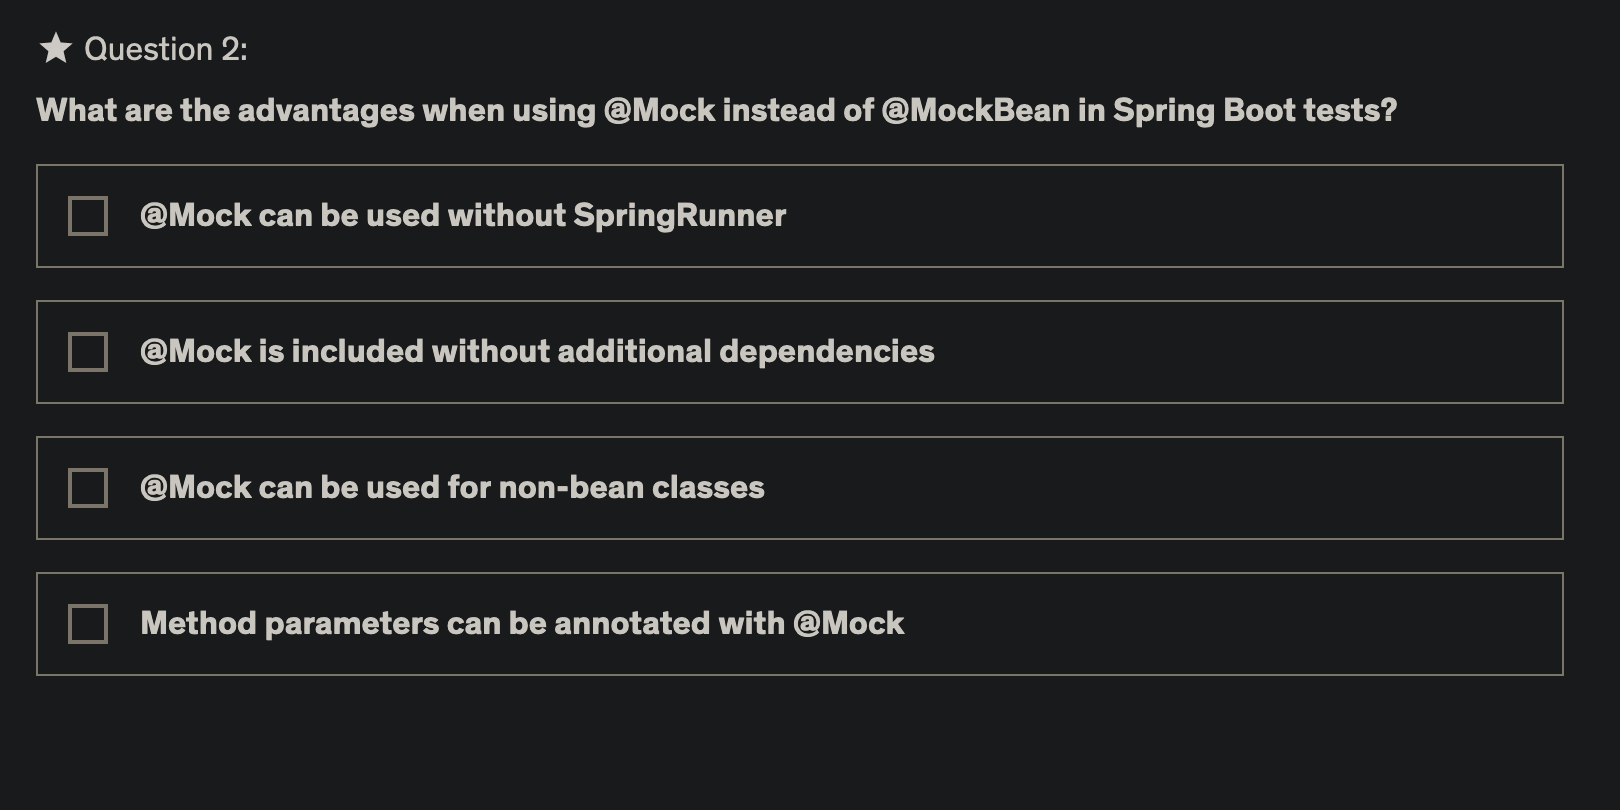 ★ Question 2:
What are the advantages when using @Mock instead of @MockBean in Spring Boot tests?
@Mock can be used without SpringRunner
@Mock is included without additional dependencies
@Mock can be used for non-bean classes
Method parameters can be annotated with @Mock